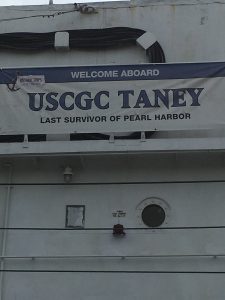 WELCOME ABOARD
USCGC TANEY
LAST SURVIVOR OF PEARL HARBOR